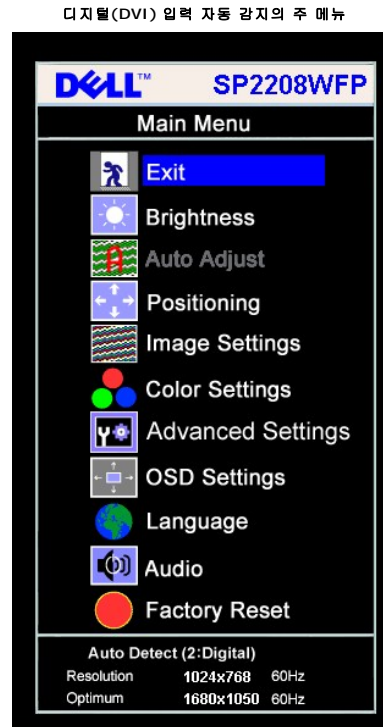 디지털(DVI) 입력 자동 감지의 주 메뉴
DELL™ SP2208WFP
Main Menu
Exit
Brightness
Auto Adjust
Positioning
Image Settings
Color Settings
Advanced Settings
OSD Settings
Language
Audio
Factory Reset
Auto Detect (2:Digital)
Resolution 1024x768 60Hz
Optimum 1680x1050 60Hz